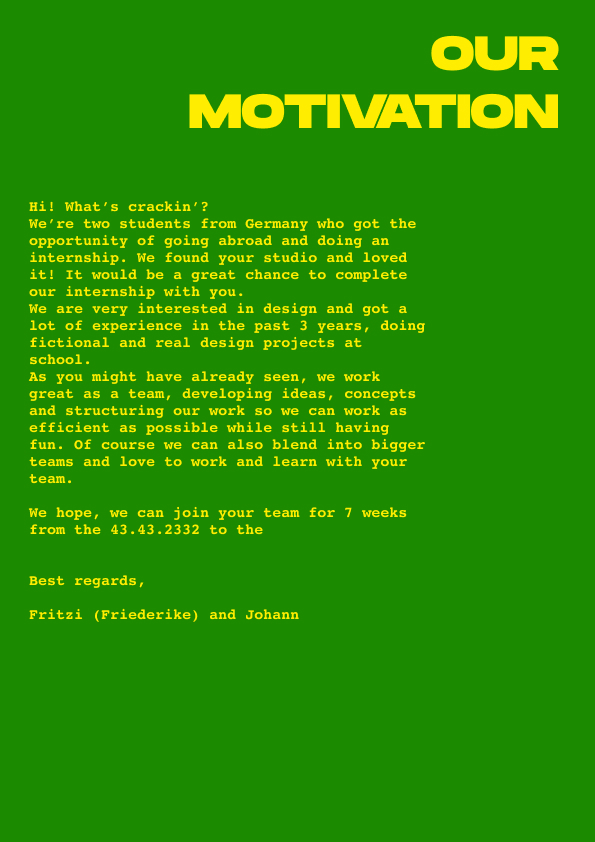 OUR
MOTIVATION
Hi! What’s crackin’?
We’re two students from Germany who got the
opportunity of going abroad and doing an
internship. We found your studio and loved
it! It would be a great chance to complete
our internship with you.
We are very interested in design and got a
lot of experience in the past 3 years, doing
fictional and real design projects at
school.
As you might have already seen, we work
great as a team, developing ideas, concepts
and structuring our work so we can work as
efficient as possible while still having
fun. Of course we can also blend into bigger
teams and love to work and learn with your
team.
We hope, we can join your team for 7 weeks
from the 43.43.2332 to the
Best regards,
Fritzi (Friederike) and Johann